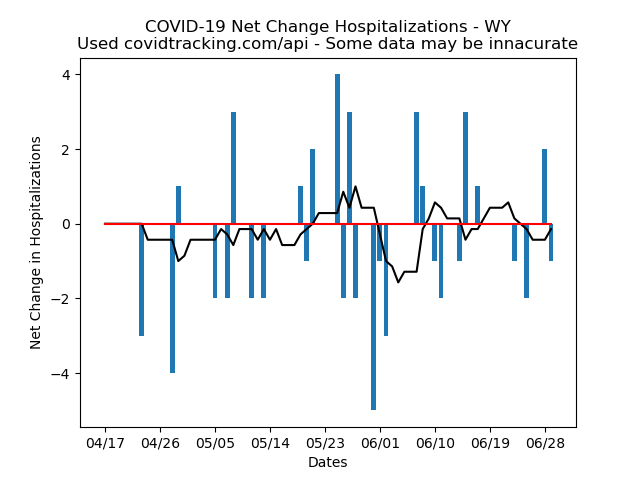 COVID-19 Net Change Hospitalizations - WY
Used covidtracking.com/api - Some data may be innacurate
Net Change in Hospitalizations
4
2
0
−2
−4
04/17 04/26 05/05 05/14 05/23 06/01 06/10 06/19 06/28
Dates